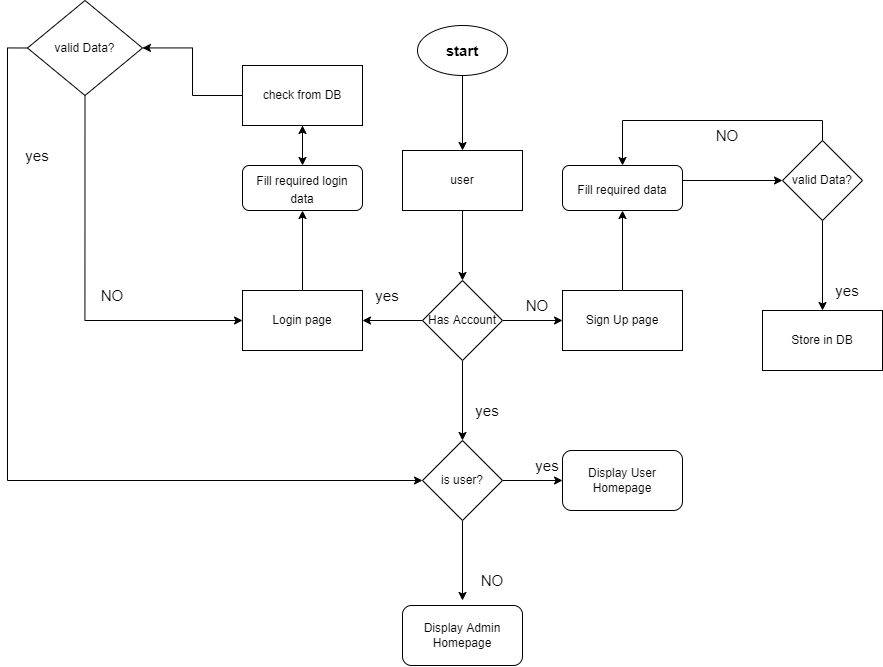 valid Data?
start
check from DB
NO
yes
user
Fill required login
data
Fill required data
valid Data?
NO
yes
yes
NO
Login page
Has Account
Sign Up page
Store in DB
yes
is user?
yes
Display User
Homepage
NO
Display Admin
Homepage